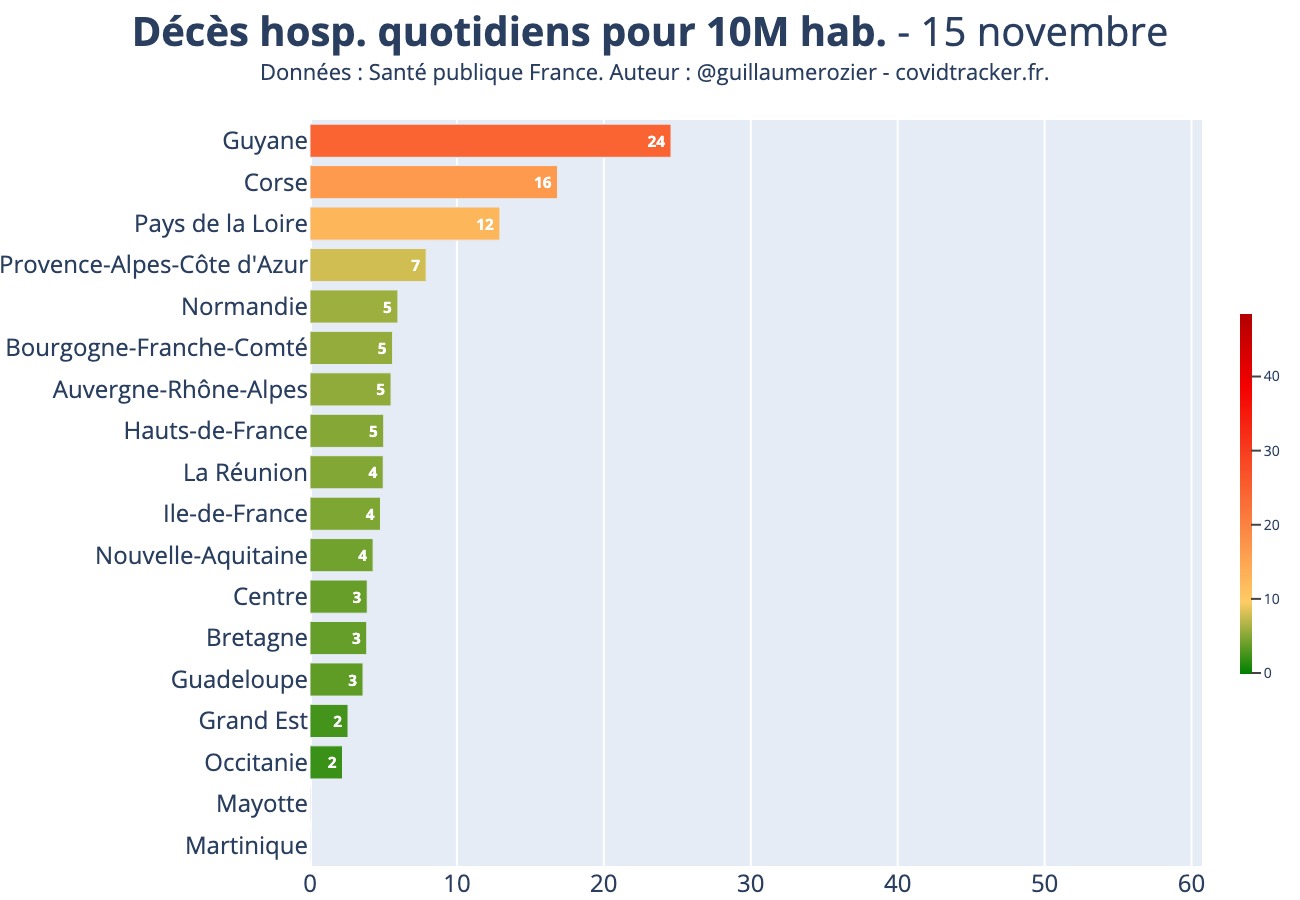 Décès hosp. quotidiens pour 10M hab. - 15 novembre
Données : Santé publique France. Auteur : @guillaumerozier - covidtracker.fr.
Guyane 24
Corse 16
Pays de la Loire 12
Provence-Alpes-Côte d'Azur 7
Normandie 5
Bourgogne-Franche-Comté 5
Auvergne-Rhône-Alpes 5
Hauts-de-France 5
La Réunion 4
Ile-de-France 4
Nouvelle-Aquitaine 4
Centre 3
Bretagne 3
Guadeloupe 3
Grand Est 2
Occitanie 2
Mayotte
Martinique
0 10 20 30 40 50 60
40
30
20
10
0